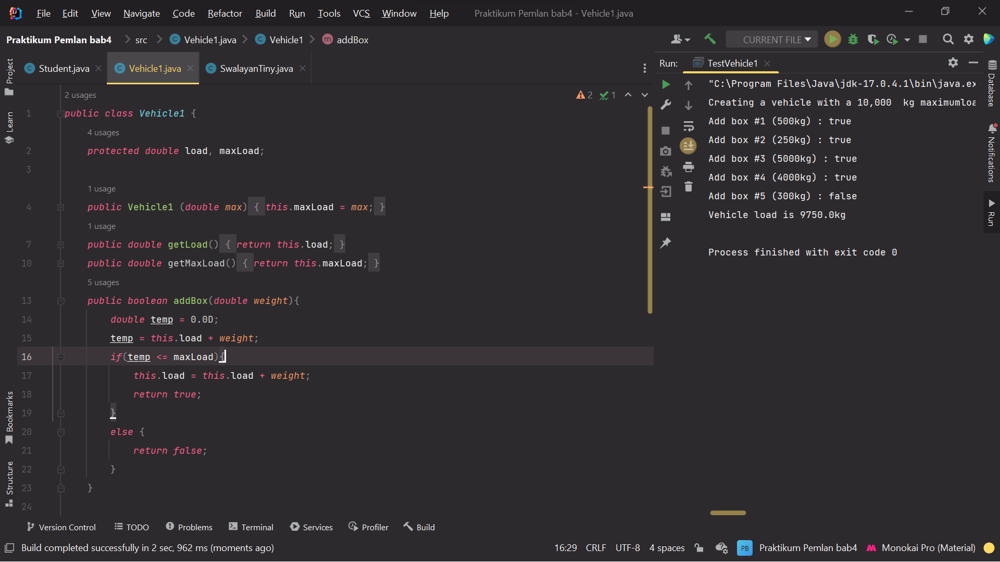 File Edit View Navigate Code Refactor Build Run Tools VCS Window Help Praktikum Pemlan bab4 - Vehicle1.java
Praktikum Pemlan bab4 src Vehicle1.java Vehicle1 addBox CURRENT FILE
Project
Learn
Bookmarks
Structure
Student.java Vehicle1.java SwalayanTiny.java
2 usages
2 1
1 public class Vehicle1 {
4 usages
2 protected double load, maxLoad;
3
1 usage
4 public Vehicle1 (double max) { this.maxLoad = max; }
1 usage
7 public double getLoad() { return this.load; }
10 public double getMaxLoad() { return this.maxLoad; }
5 usages
13 public boolean addBox(double weight){
14 double temp = 0.0D;
15 temp = this.load + weight;
16 if(temp <= maxLoad){
17 this.load = this.load + weight;
18 return true;
19 }
20 else {
21 return false;
22 }
23 }
24
Run: TestVehicle1
"C:\Program Files\Java\jdk-17.0.4.1\bin\java.ex
Creating a vehicle with a 10,000  kg maximumloa
Add box #1 (500kg) : true
Add box #2 (250kg) : true
Add box #3 (5000kg) : true
Add box #4 (4000kg) : true
Add box #5 (300kg) : false
Vehicle load is 9750.0kg
Process finished with exit code 0
Database
Notifications
Run
Version Control TODO Problems Terminal Services Profiler Build
Build completed successfully in 2 sec, 962 ms (moments ago) 16:29 CRLF UTF-8 4 spaces PB Praktikum Pemlan bab4 Monokai Pro (Material)